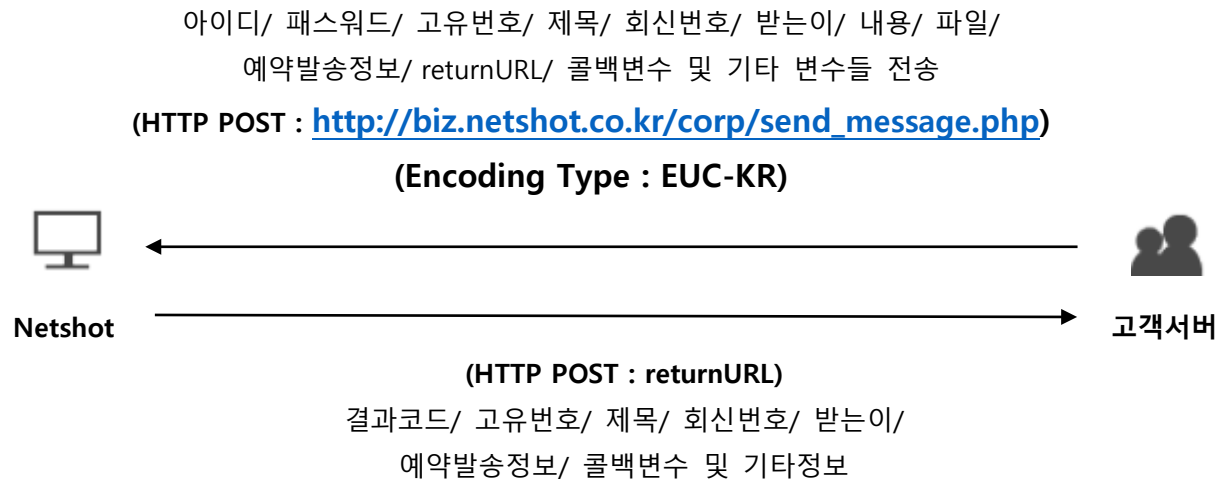 아이디/ 패스워드/ 고유번호/ 제목/ 회신번호/ 받는이/ 내용/ 파일/
예약발송정보/ returnURL/ 콜백변수 및 기타 변수들 전송
(HTTP POST : http://biz.netshot.co.kr/corp/send_message.php)
(Encoding Type : EUC-KR)
Netshot
고객서버
(HTTP POST : returnURL)
결과코드/ 고유번호/ 제목/ 회신번호/ 받는이/
예약발송정보/ 콜백변수 및 기타정보